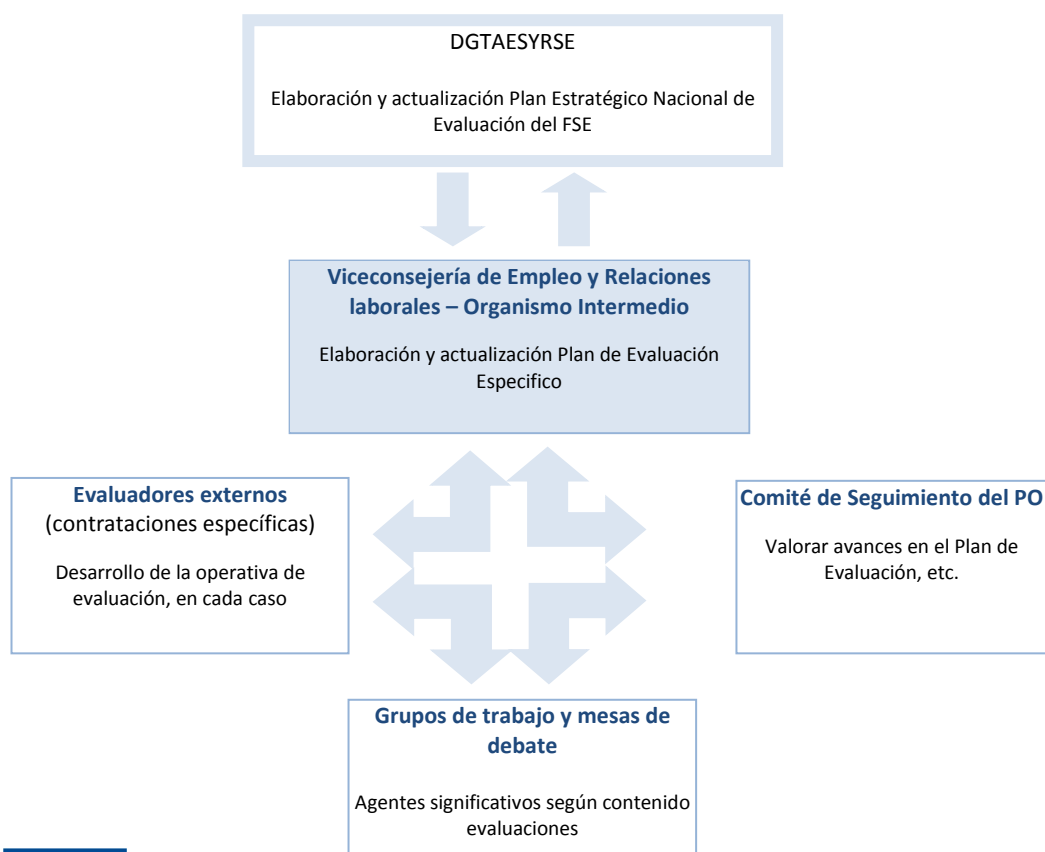 DGTAESYRSE
Elaboración y actualización Plan Estratégico Nacional de
Evaluación del FSE
Viceconsejería de Empleo y Relaciones
laborales – Organismo Intermedio
Elaboración y actualización Plan de Evaluación
Especifico
Evaluadores externos
(contrataciones específicas)
Desarrollo de la operativa de
evaluación, en cada caso
Comité de Seguimiento del PO
Valorar avances en el Plan de
Evaluación, etc.
Grupos de trabajo y mesas de
debate
Agentes significativos según contenido
evaluaciones